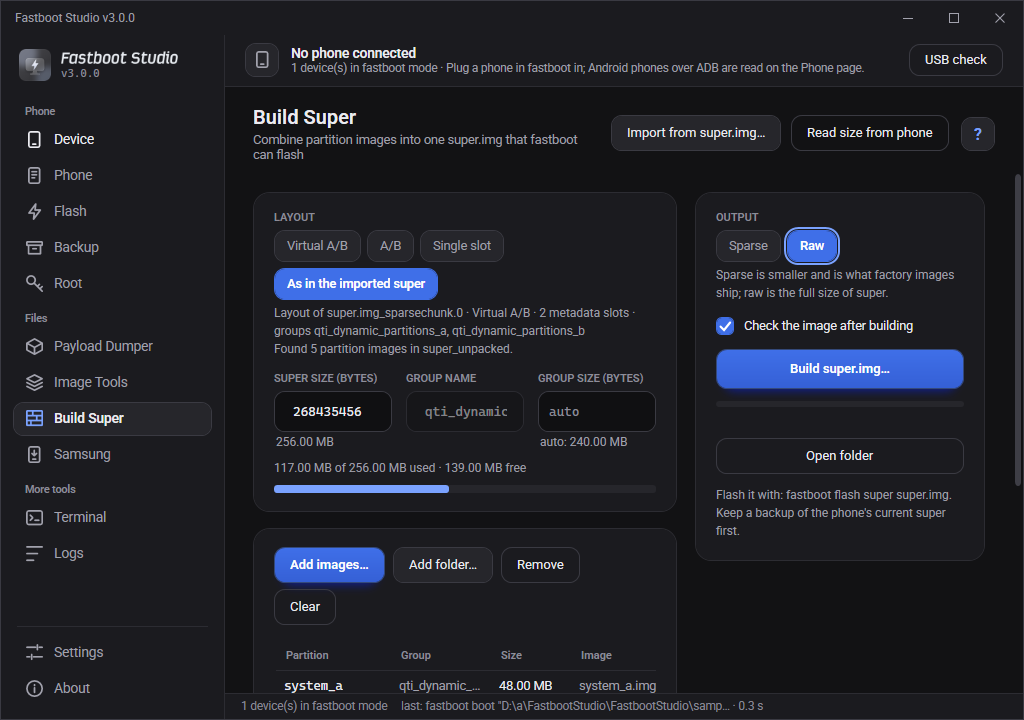 Fastboot Studio v3.0.0
Fastboot Studio
v3.0.0
Phone
Device
Phone
Flash
Backup
Root
Files
Payload Dumper
Image Tools
Build Super
Samsung
More tools
Terminal
Logs
Settings
About
No phone connected
1 device(s) in fastboot mode · Plug a phone in fastboot in; Android phones over ADB are read on the Phone page.
USB check
Build Super
Combine partition images into one super.img that fastboot
can flash
Import from super.img...
Read size from phone
?
LAYOUT
Virtual A/B
A/B
Single slot
As in the imported super
Layout of super.img_sparsechunk.0 · Virtual A/B · 2 metadata slots ·
groups qti_dynamic_partitions_a, qti_dynamic_partitions_b
Found 5 partition images in super_unpacked.
SUPER SIZE (BYTES)
GROUP NAME
GROUP SIZE (BYTES)
268435456
qti_dynamic
auto
256.00 MB
auto: 240.00 MB
117.00 MB of 256.00 MB used · 139.00 MB free
Add images...
Add folder...
Remove
Clear
Partition
Group
Size
Image
system_a
qti_dynamic_...
48.00 MB
system_a.img
OUTPUT
Sparse
Raw
Sparse is smaller and is what factory images
ship; raw is the full size of super.
Check the image after building
Build super.img...
Open folder
Flash it with: fastboot flash super super.img.
Keep a backup of the phone's current super
first.
1 device(s) in fastboot mode
last: fastboot boot "D:\a\FastbootStudio\FastbootStudio\samp... · 0.3 s